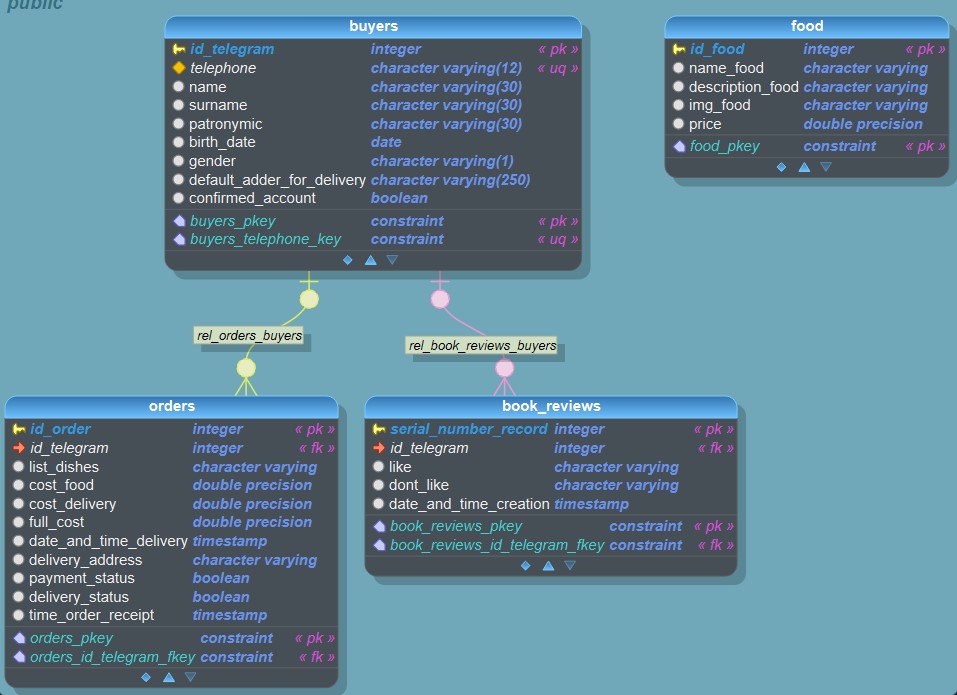 public
buyers
id_telegram integer « pk »
telephone character varying(12) « uq »
name character varying(30)
surname character varying(30)
patronymic character varying(30)
birth_date date
gender character varying(1)
default_adder_for_delivery character varying(250)
confirmed_account boolean
buyers_pkey constraint « pk »
buyers_telephone_key constraint « uq »
food
id_food integer « pk »
name_food character varying
description_food character varying
img_food character varying
price double precision
food_pkey constraint « pk »
rel_orders_buyers
rel_book_reviews_buyers
orders
id_order integer « pk »
id_telegram integer « fk »
list_dishes character varying
cost_food double precision
cost_delivery double precision
full_cost double precision
date_and_time_delivery timestamp
delivery_address character varying
payment_status boolean
delivery_status boolean
time_order_receipt timestamp
orders_pkey constraint « pk »
orders_id_telegram_fkey constraint « fk »
book_reviews
serial_number_record integer « pk »
id_telegram integer « fk »
like character varying
dont_like character varying
date_and_time_creation timestamp
book_reviews_pkey constraint « pk »
book_reviews_id_telegram_fkey constraint « fk »